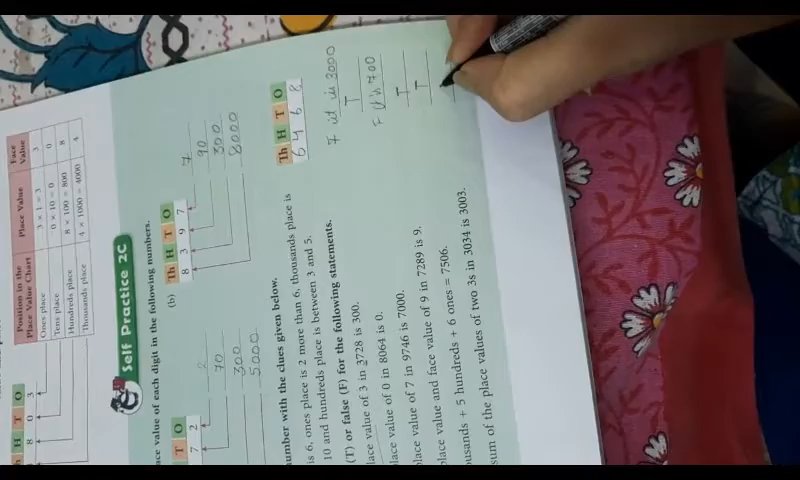 Position in the Place Value Chart Place Value Face Value
Ones place 3 × 1 = 3 3
Tens place 0 × 10 = 0 0
Hundreds place 8 × 100 = 800 8
Thousands place 4 × 1000 = 4000 4
H T O
8 0 3
Self Practice 2C
ace value of each digit in the following numbers.
T O
7 2
2
70
300
5000
(b) Th H T O
8 3 9 7
7
90
300
8000
number with the clues given below.
is 6, ones place is 2 more than 6, thousands place is
10 and hundreds place is between 3 and 5.
Th H T O
6 4 6 8
(T) or false (F) for the following statements.
lace value of 3 in 3728 is 300. F it is 3000
lace value of 0 in 8064 is 0. T
lace value of 7 in 9746 is 7000. F it is 700
lace value and face value of 9 in 7289 is 9. T
ousands + 5 hundreds + 6 ones = 7506. T
sum of the place values of two 3s in 3034 is 3003.